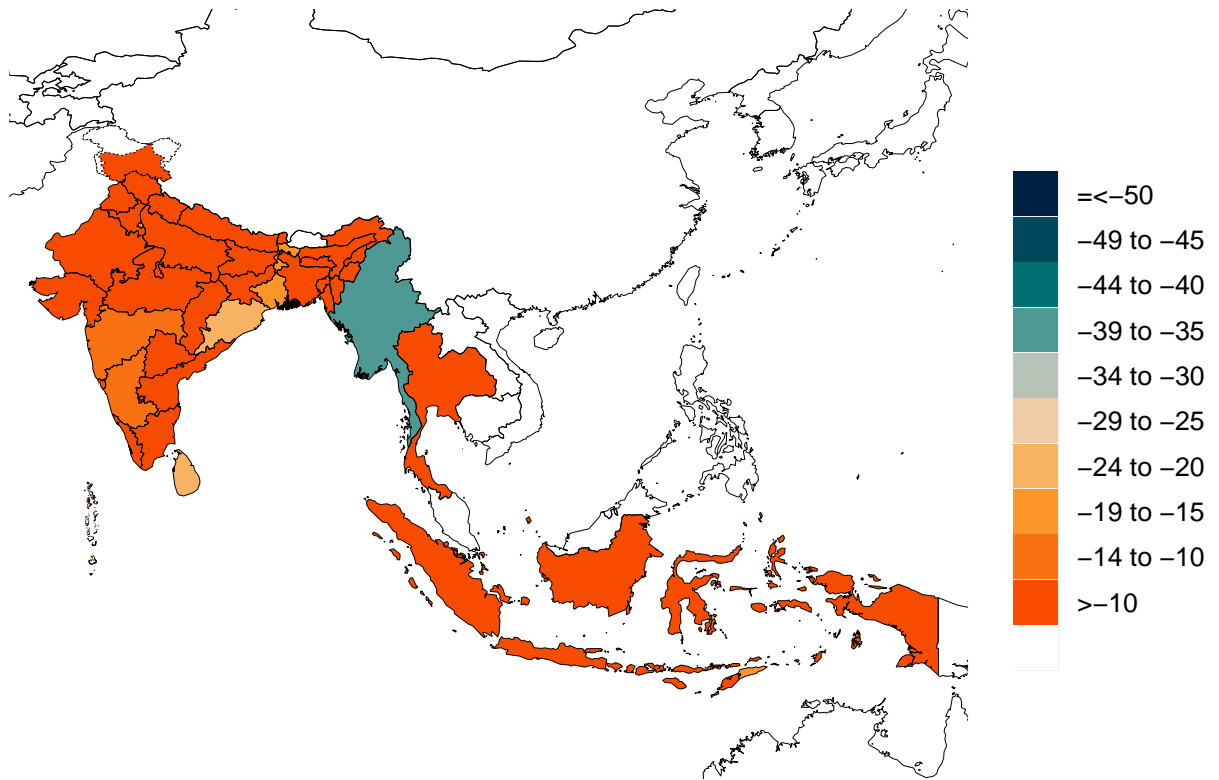 =<−50
−49 to −45
−44 to −40
−39 to −35
−34 to −30
−29 to −25
−24 to −20
−19 to −15
−14 to −10
>−10